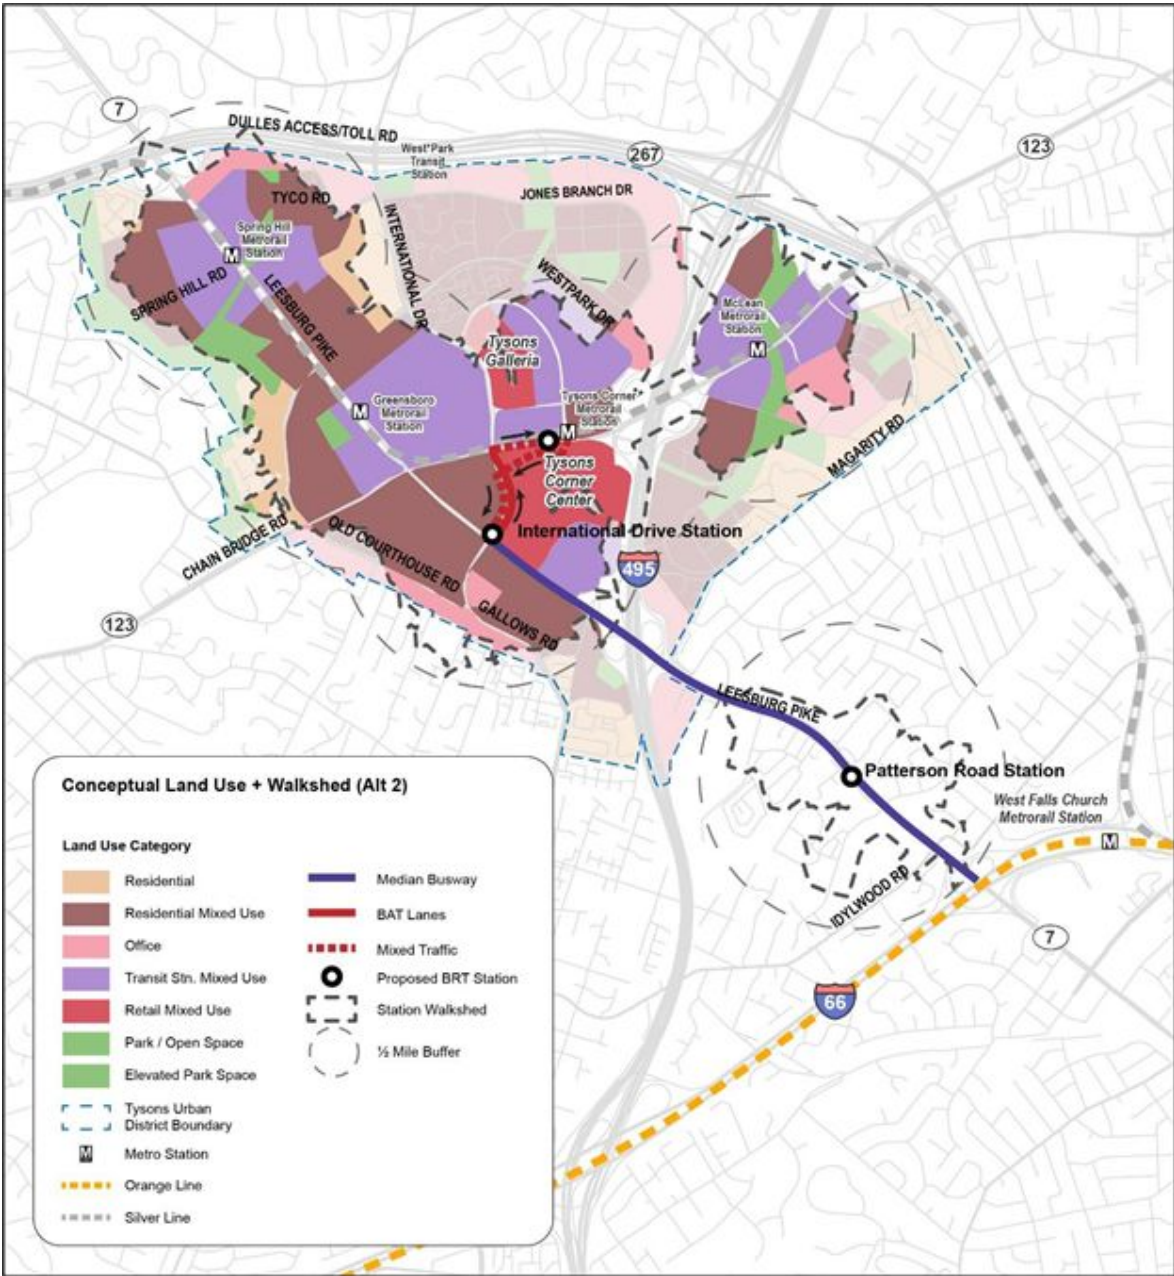 7
DULLES ACCESS/TOLL RD
West*Park
Transit
Station
267
123
TYCO RD
JONES BRANCH DR
INTERNATIONAL DR
Spring Hill
Metrorail
Station
M
WESTPARK DR
SPRING HILL RD
LEESBURG PIKE
McLean
Metrorail
Station
M
Tysons
Galleria
Greensboro
Metrorail
Station
M
Tysons Corner
Metrorail
Station
M
MAGARITY RD
Tysons
Corner
Center
International Drive Station
CHAIN BRIDGE RD
OLD COURTHOUSE RD
495
GALLOWS RD
123
LEESBURG PIKE
Patterson Road Station
West Falls Church
Metrorail Station
M
IDYLWOOD RD
7
66
Conceptual Land Use + Walkshed (Alt 2)
Land Use Category
Residential
Residential Mixed Use
Office
Transit Stn. Mixed Use
Retail Mixed Use
Park / Open Space
Elevated Park Space
Tysons Urban
District Boundary
M
Metro Station
Orange Line
Silver Line
Median Busway
BAT Lanes
Mixed Traffic
Proposed BRT Station
Station Walkshed
½ Mile Buffer